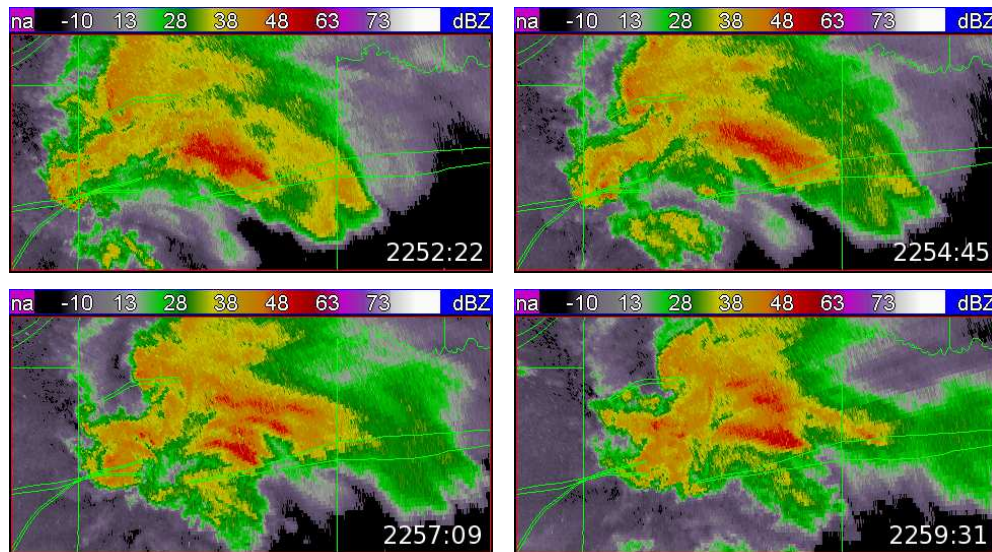 na -10 13 28 38 48 63 73 dBZ
2252:22
na -10 13 28 38 48 63 73 dBZ
2254:45
na -10 13 28 38 48 63 73 dBZ
2257:09
na -10 13 28 38 48 63 73 dBZ
2259:31